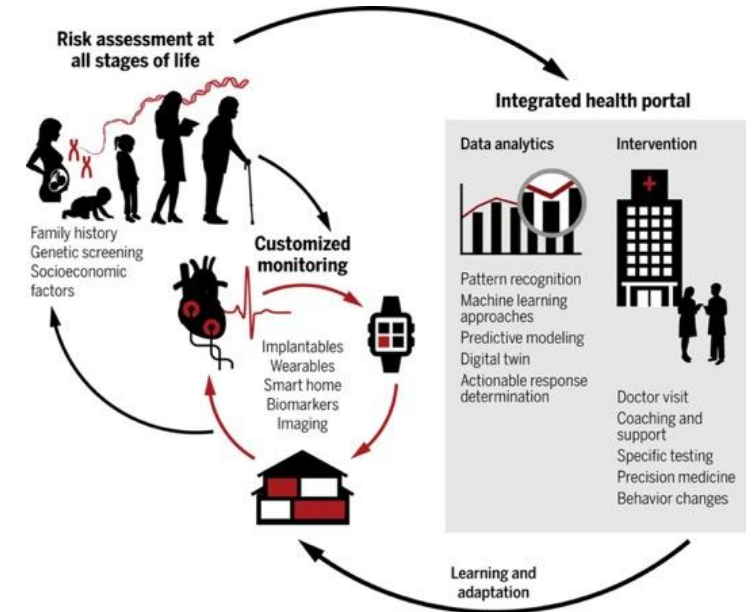 Risk assessment at
all stages of life
Family history
Genetic screening
Socioeconomic
factors
Customized
monitoring
Implantables
Wearables
Smart home
Biomarkers
Imaging
Integrated health portal
Data analytics
Pattern recognition
Machine learning
approaches
Predictive modeling
Digital twin
Actionable response
determination
Intervention
Doctor visit
Coaching and
support
Specific testing
Precision medicine
Behavior changes
Learning and
adaptation